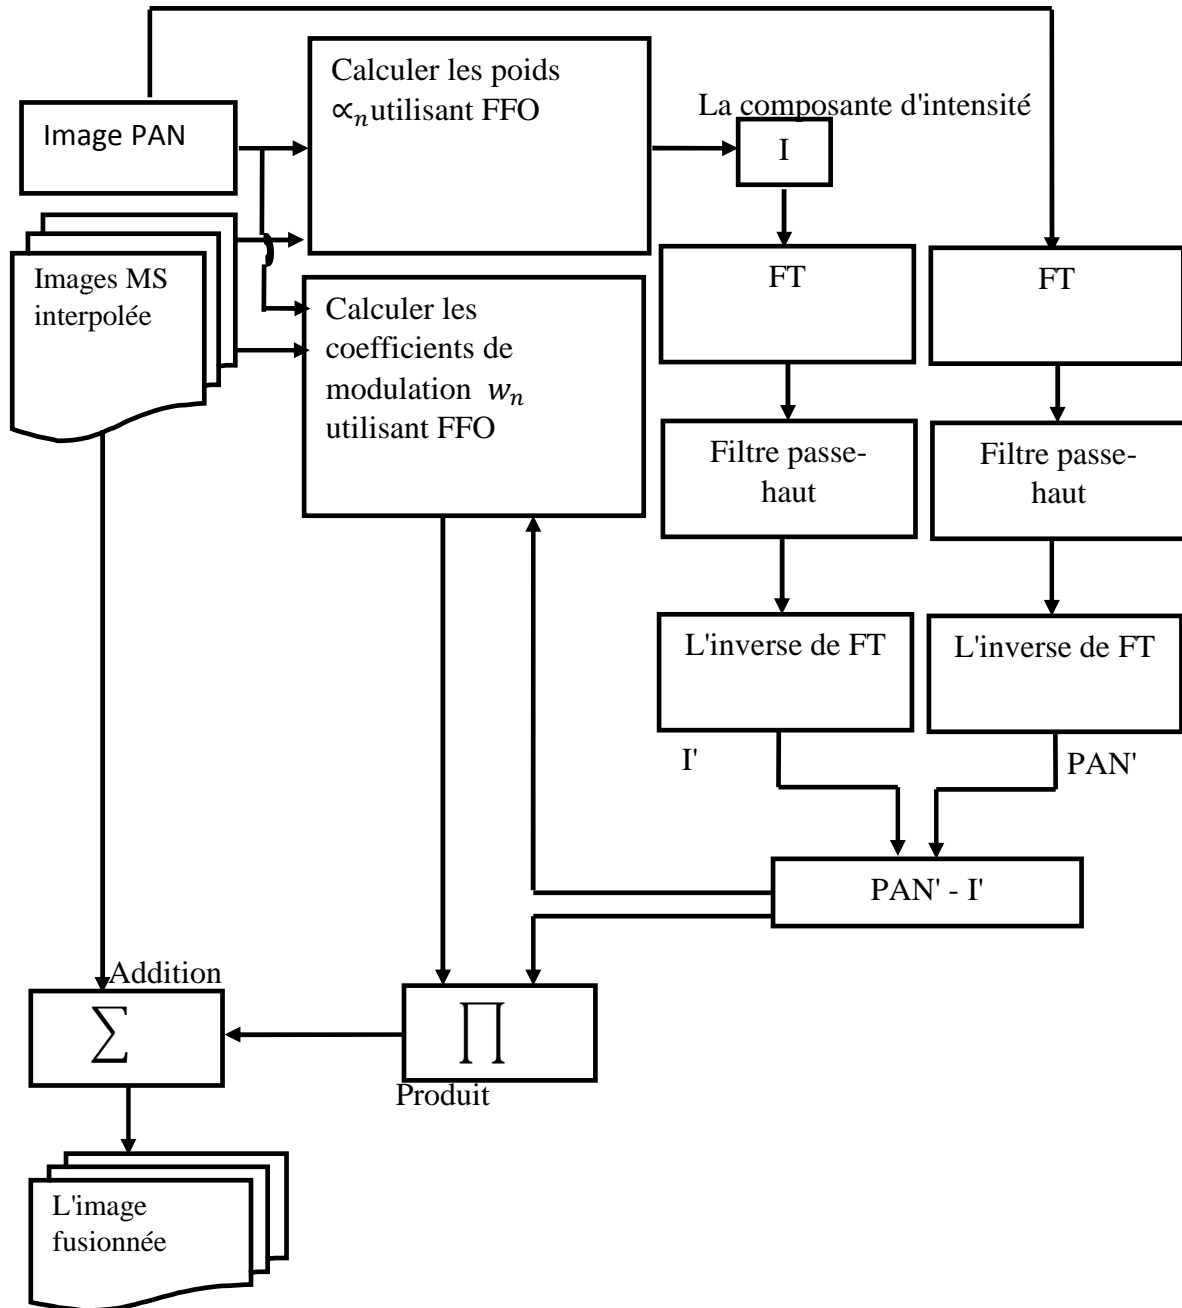 Calculer les poids
∝n utilisant FFO
La composante d'intensité
Image PAN
I
Images MS
interpolée
FT
FT
Calculer les
coefficients de
modulation wn
utilisant FFO
Filtre passe-
haut
Filtre passe-
haut
L'inverse de FT
L'inverse de FT
I'
PAN'
PAN' - I'
Addition
∑
∏
Produit
L'image
fusionnée